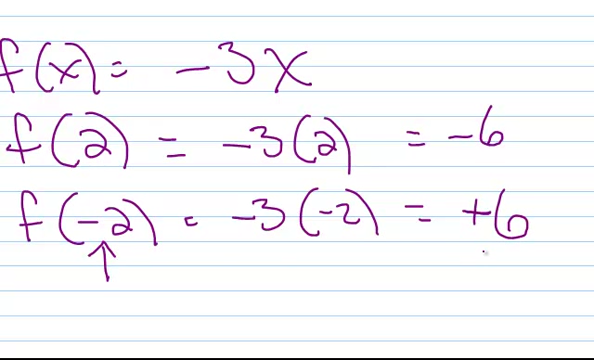 f(x) = -3x
f(2) = -3(2) = -6
f(-2) = -3(-2) = +6